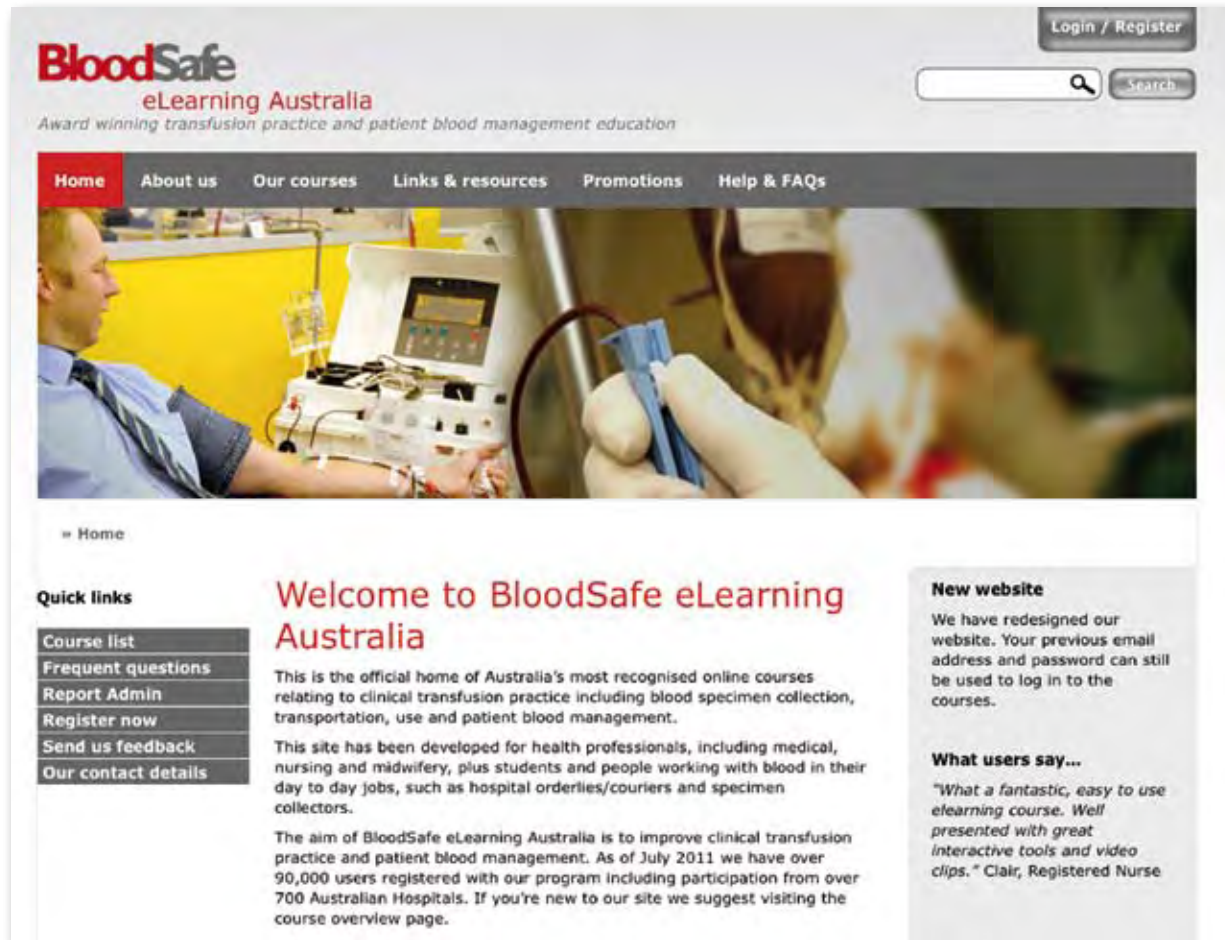 Login / Register
BloodSafe
eLearning Australia
Award winning transfusion practice and patient blood management education
Search
Home About us Our courses Links & resources Promotions Help & FAQs
» Home
Quick links
Course list
Frequent questions
Report Admin
Register now
Send us feedback
Our contact details
Welcome to BloodSafe eLearning
Australia
This is the official home of Australia's most recognised online courses
relating to clinical transfusion practice including blood specimen collection,
transportation, use and patient blood management.
This site has been developed for health professionals, including medical,
nursing and midwifery, plus students and people working with blood in their
day to day jobs, such as hospital orderlies/couriers and specimen
collectors.
The aim of BloodSafe eLearning Australia is to improve clinical transfusion
practice and patient blood management. As of July 2011 we have over
90,000 users registered with our program including participation from over
700 Australian Hospitals. If you're new to our site we suggest visiting the
course overview page.
New website
We have redesigned our
website. Your previous email
address and password can still
be used to log in to the
courses.
What users say...
"What a fantastic, easy to use
elearning course. Well
presented with great
interactive tools and video
clips." Clair, Registered Nurse